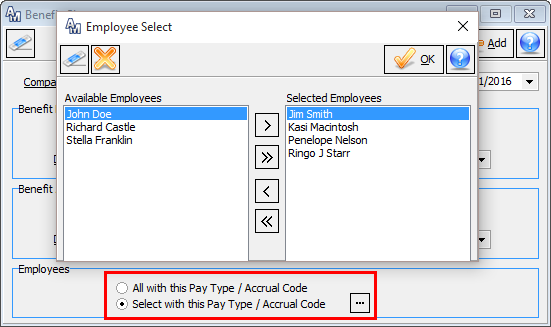 Benefit
Employee Select
Add
OK
Compa
1/2016
Available Employees
Selected Employees
John Doe
Richard Castle
Stella Franklin
Jim Smith
Kasi Macintosh
Penelope Nelson
Ringo J Starr
Benefit
Benefit
Employees
All with this Pay Type / Accrual Code
Select with this Pay Type / Accrual Code
...